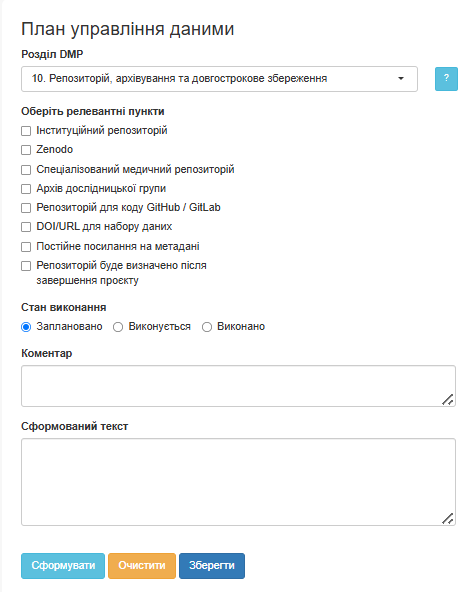 План управління даними
Розділ DMP
10. Репозиторій, архівування та довгострокове збереження
?
Оберіть релевантні пункти
Інституційний репозиторій
Zenodo
Спеціалізований медичний репозиторій
Архів дослідницької групи
Репозиторій для коду GitHub / GitLab
DOI/URL для набору даних
Постійне посилання на метадані
Репозиторій буде визначено після
завершення проєкту
Стан виконання
Заплановано Виконується Виконано
Коментар
Сформований текст
Сформувати Очистити Зберегти